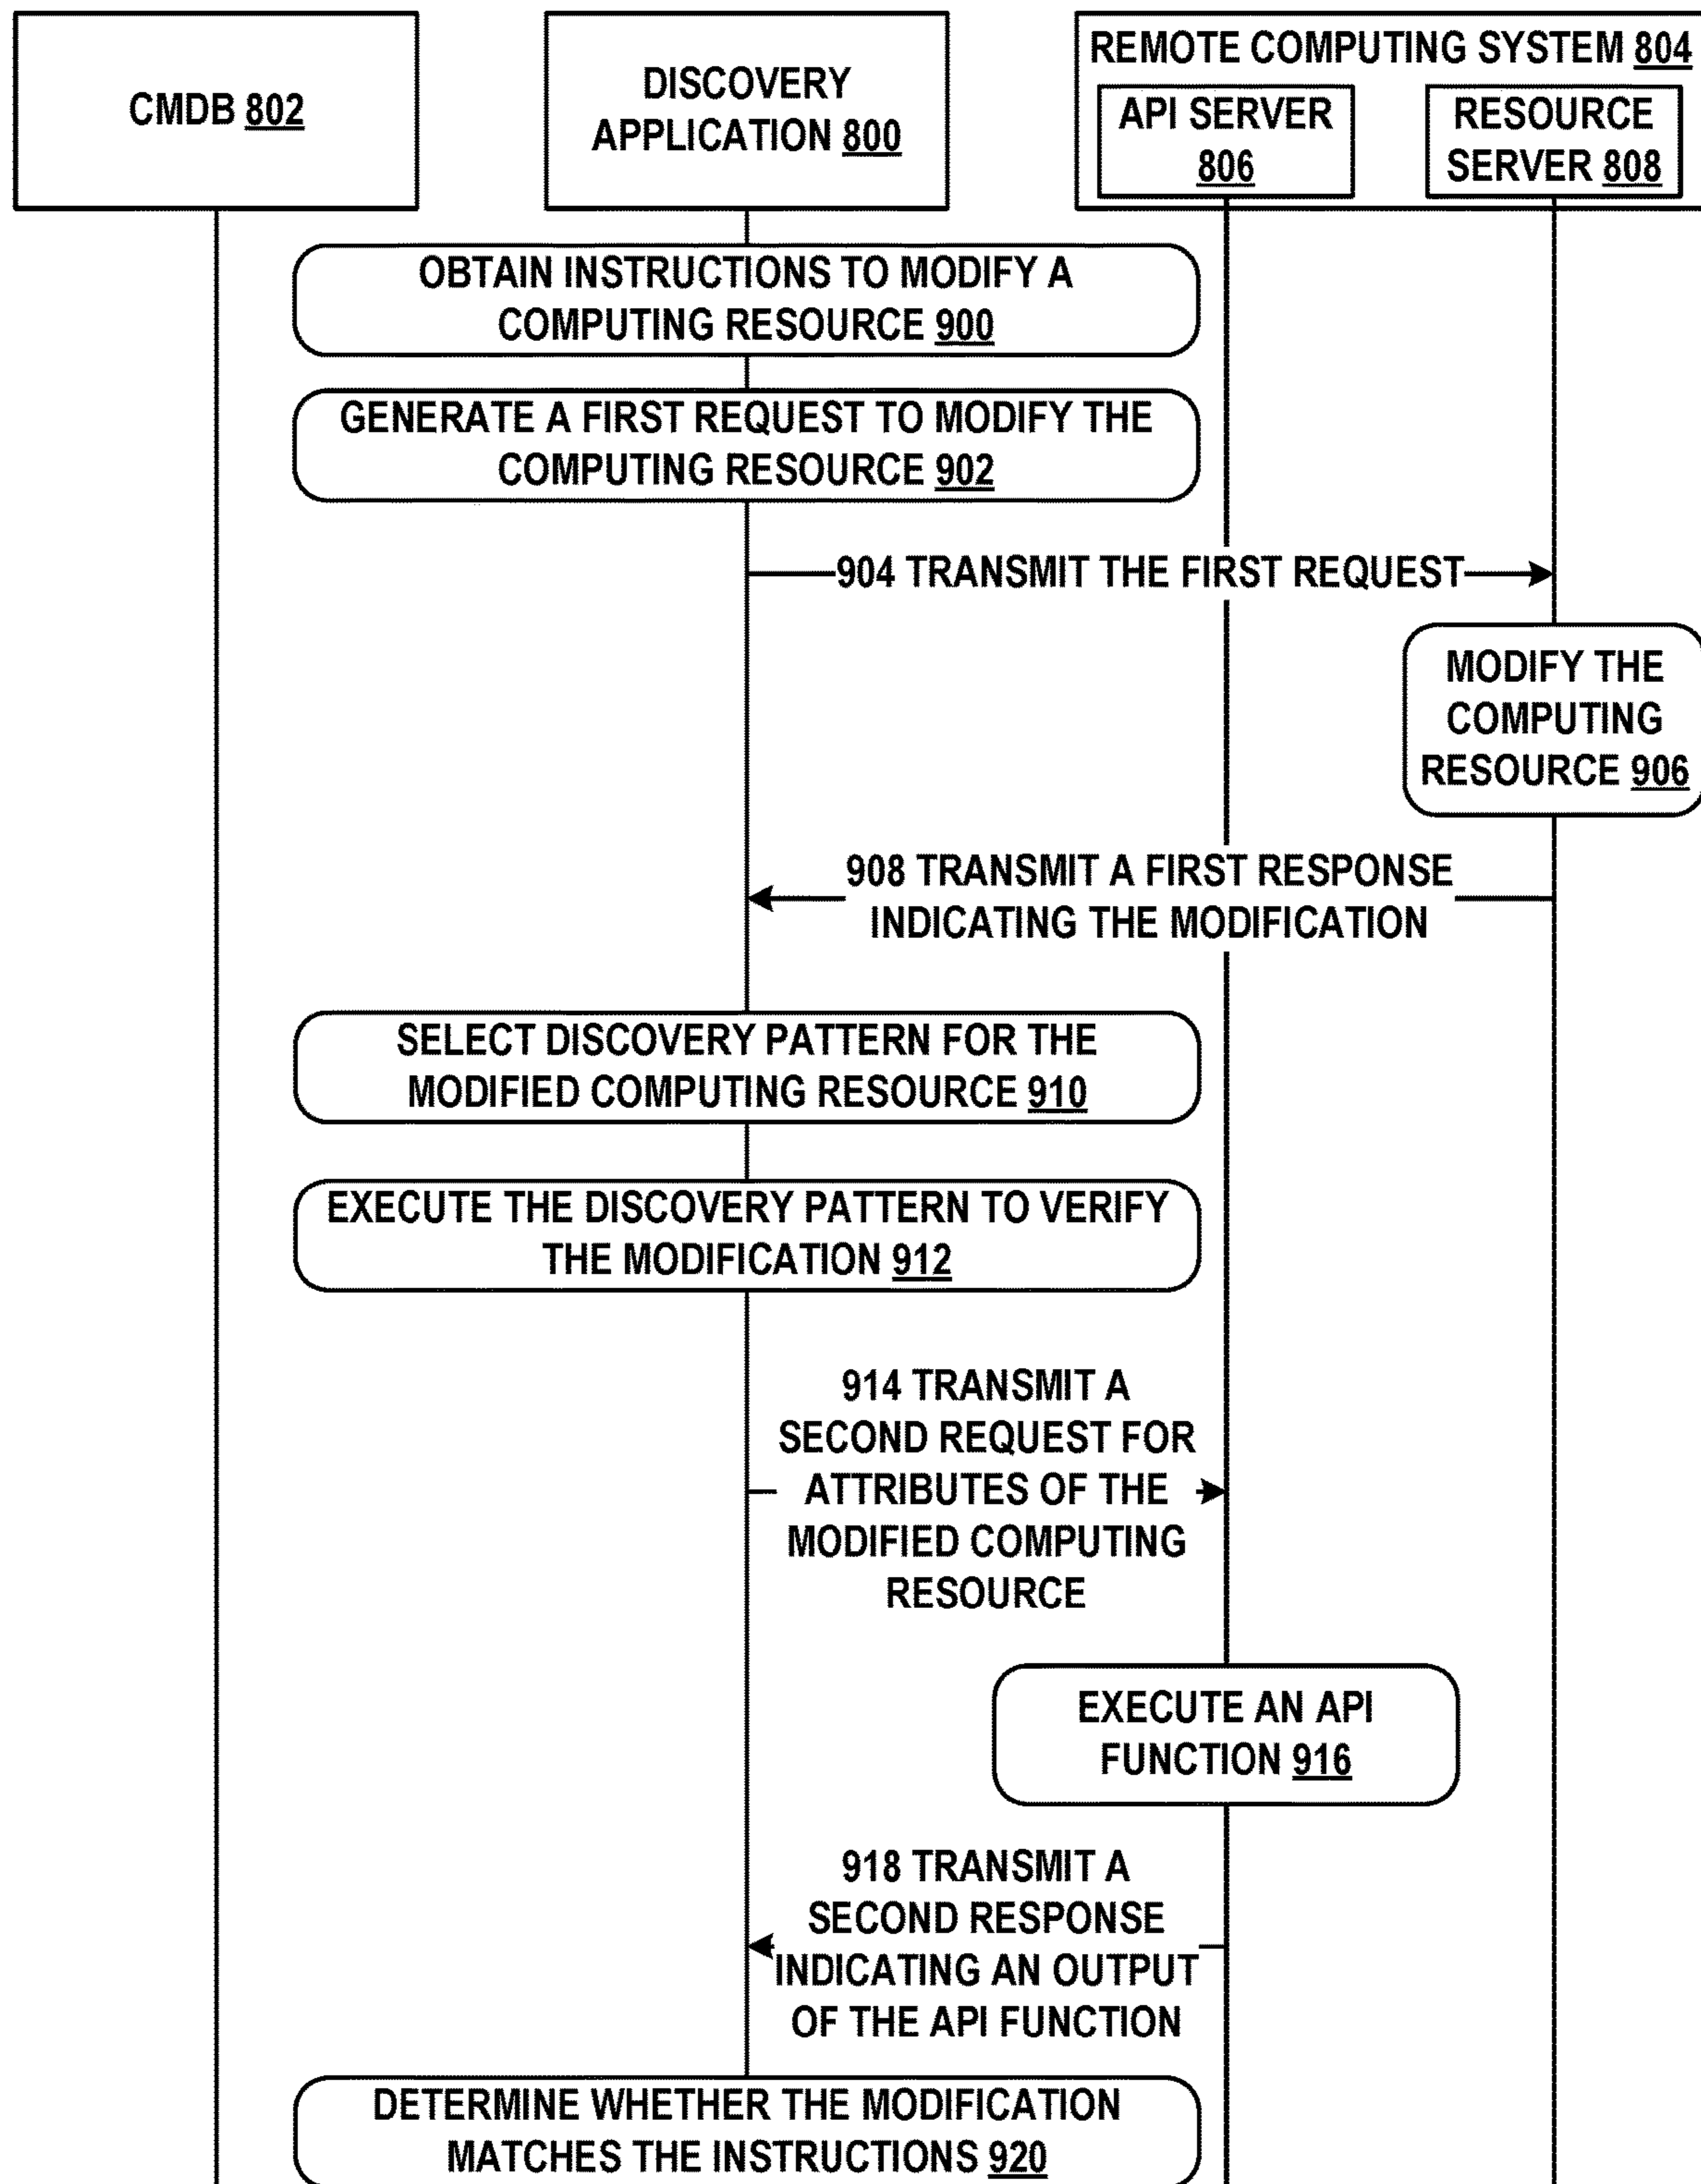 CMDB 802
DISCOVERY
APPLICATION 800
REMOTE COMPUTING SYSTEM 804
API SERVER
806
RESOURCE
SERVER 808
OBTAIN INSTRUCTIONS TO MODIFY A
COMPUTING RESOURCE 900
GENERATE A FIRST REQUEST TO MODIFY THE
COMPUTING RESOURCE 902
904 TRANSMIT THE FIRST REQUEST
MODIFY THE
COMPUTING
RESOURCE 906
908 TRANSMIT A FIRST RESPONSE
INDICATING THE MODIFICATION
SELECT DISCOVERY PATTERN FOR THE
MODIFIED COMPUTING RESOURCE 910
EXECUTE THE DISCOVERY PATTERN TO VERIFY
THE MODIFICATION 912
914 TRANSMIT A
SECOND REQUEST FOR
ATTRIBUTES OF THE
MODIFIED COMPUTING
RESOURCE
EXECUTE AN API
FUNCTION 916
918 TRANSMIT A
SECOND RESPONSE
INDICATING AN OUTPUT
OF THE API FUNCTION
DETERMINE WHETHER THE MODIFICATION
MATCHES THE INSTRUCTIONS 920